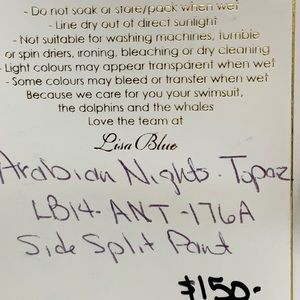 - Do not soak or store/pack when wet
- Line dry out of direct sunlight
- Not suitable for washing machines, tumble
or spin driers, ironing, bleaching or dry cleaning
- Light colours may appear transparent when wet
- Some colours may bleed or transfer when wet
Because we care for you your swimsuit,
the dolphins and the whales
Love the team at
Lisa Blue
Arabian Nights - Topaz
LB14-ANT-176A
Side Split Pant
$150-